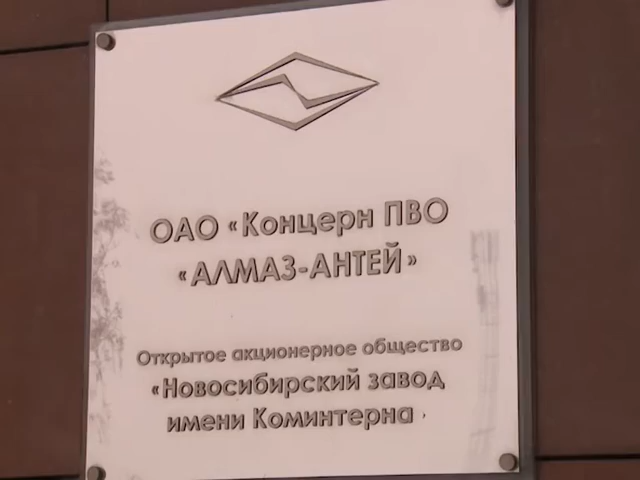 ОАО «Концерн ПВО
«АЛМАЗ-АНТЕЙ»
Открытое акционерное общество
«Новосибирский завод
имени Коминтерна